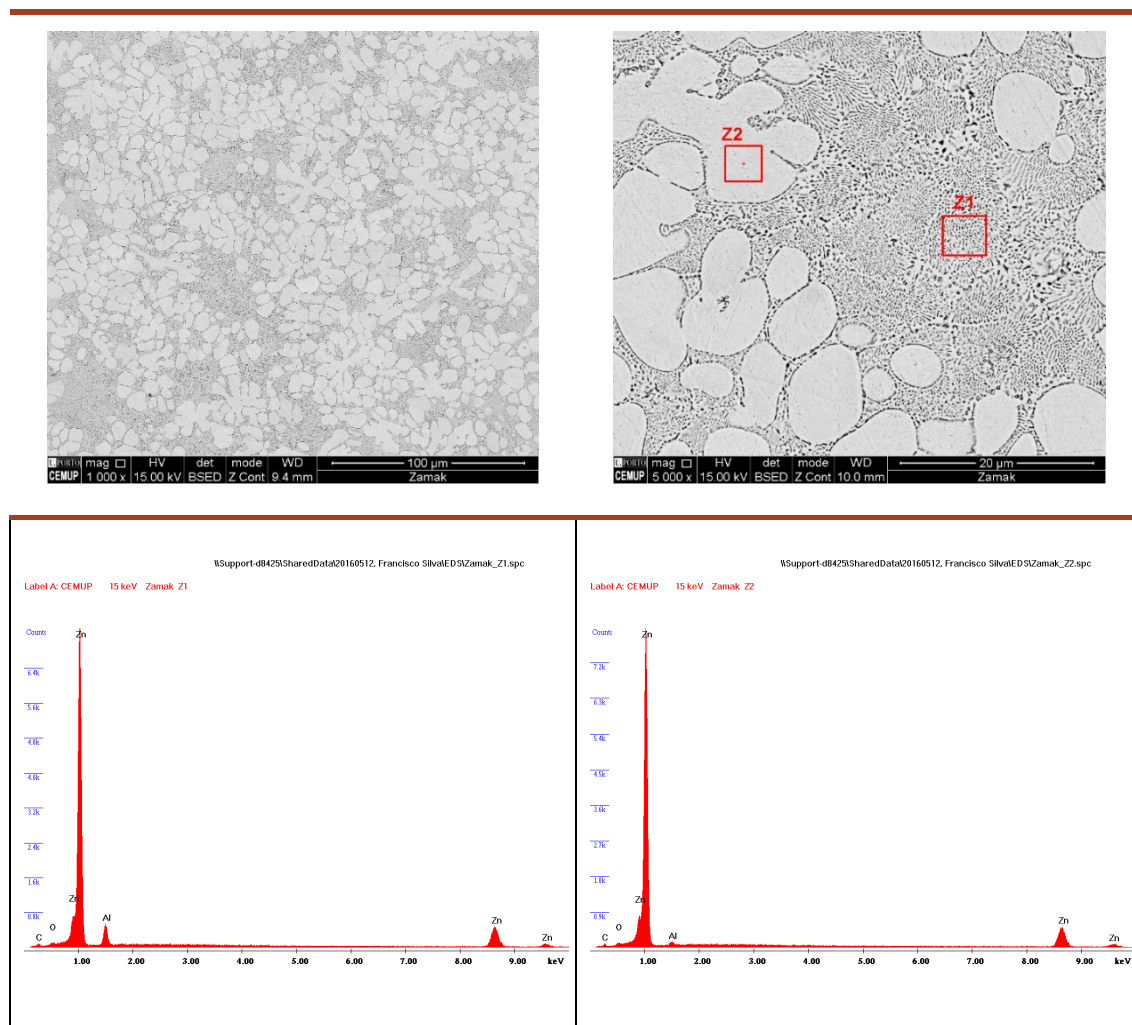 mag HV det mode WD 100 µm
CEMUP 1 000 x 15.00 kV BSED Z Cont 9.4 mm Zamak
Z2
Z1
mag HV det mode WD 20 µm
CEMUP 5 000 x 15.00 kV BSED Z Cont 10.0 mm Zamak
\\Support-d8425\SharedData\20160512, Francisco Silva\EDS\Zamak_Z1.spc
Label A: CEMUP 15 keV Zamak Z1
Counts
Zn
6.4k
5.6k
4.8k
4.0k
3.2k
2.4k
1.6k
0.8k
Zn
Al
O
C
Zn
Zn
1.00 2.00 3.00 4.00 5.00 6.00 7.00 8.00 9.00 keV
\\Support-d8425\SharedData\20160512, Francisco Silva\EDS\Zamak_Z2.spc
Label A: CEMUP 15 keV Zamak Z2
Counts
Zn
7.2k
6.3k
5.4k
4.5k
3.6k
2.7k
1.8k
0.9k
Zn
O
C
Al
Zn
Zn
1.00 2.00 3.00 4.00 5.00 6.00 7.00 8.00 9.00 keV